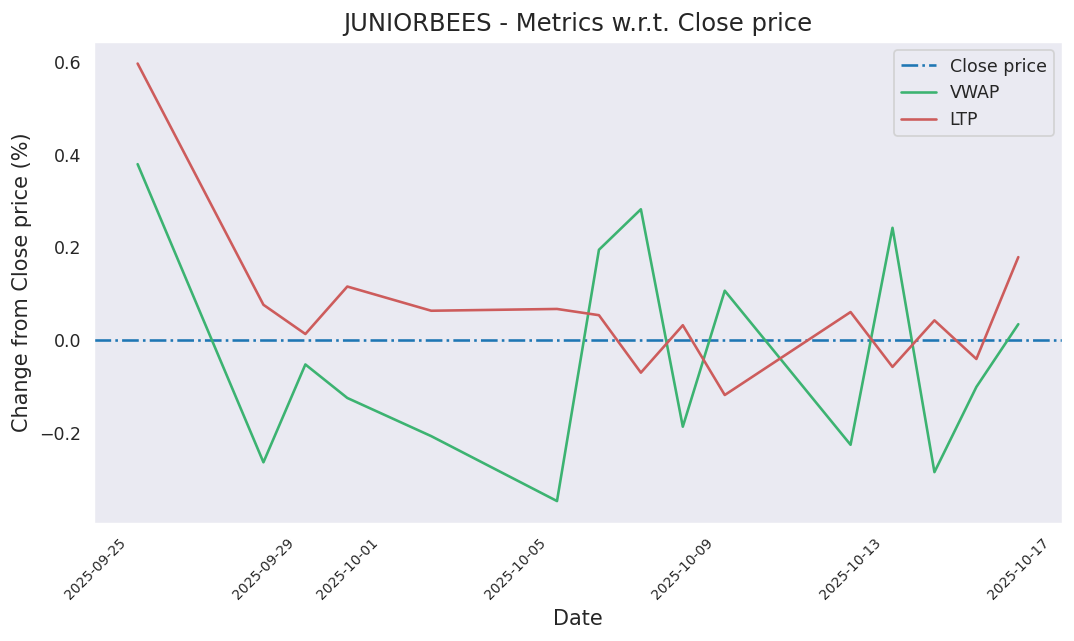 JUNIORBEES - Metrics w.r.t. Close price
Close price
VWAP
LTP
Change from Close price (%)
0.6
0.4
0.2
0.0
−0.2
2025-09-25
2025-09-29
2025-10-01
2025-10-05
2025-10-09
2025-10-13
2025-10-17
Date